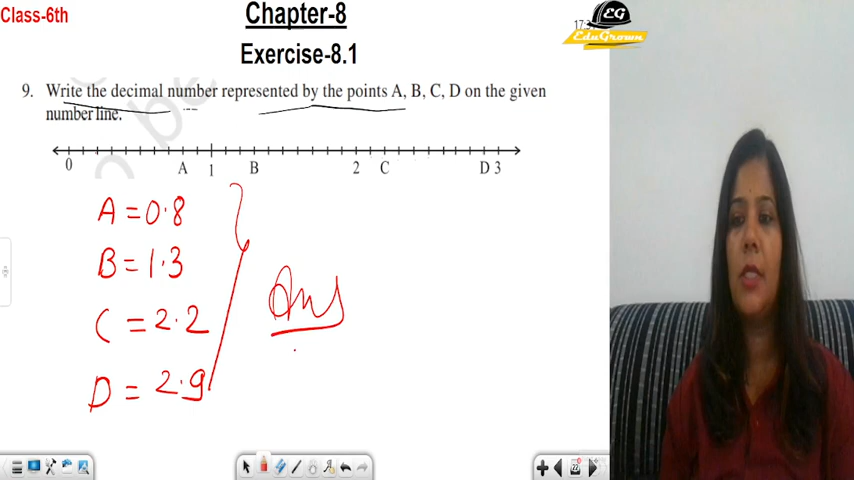 Class-6th
Chapter-8
EG
EduGrown
Exercise-8.1
9. Write the decimal number represented by the points A, B, C, D on the given
number line.
0 A 1 B 2 C D 3
A = 0.8
B = 1.3
C = 2.2
D = 2.9
Ans